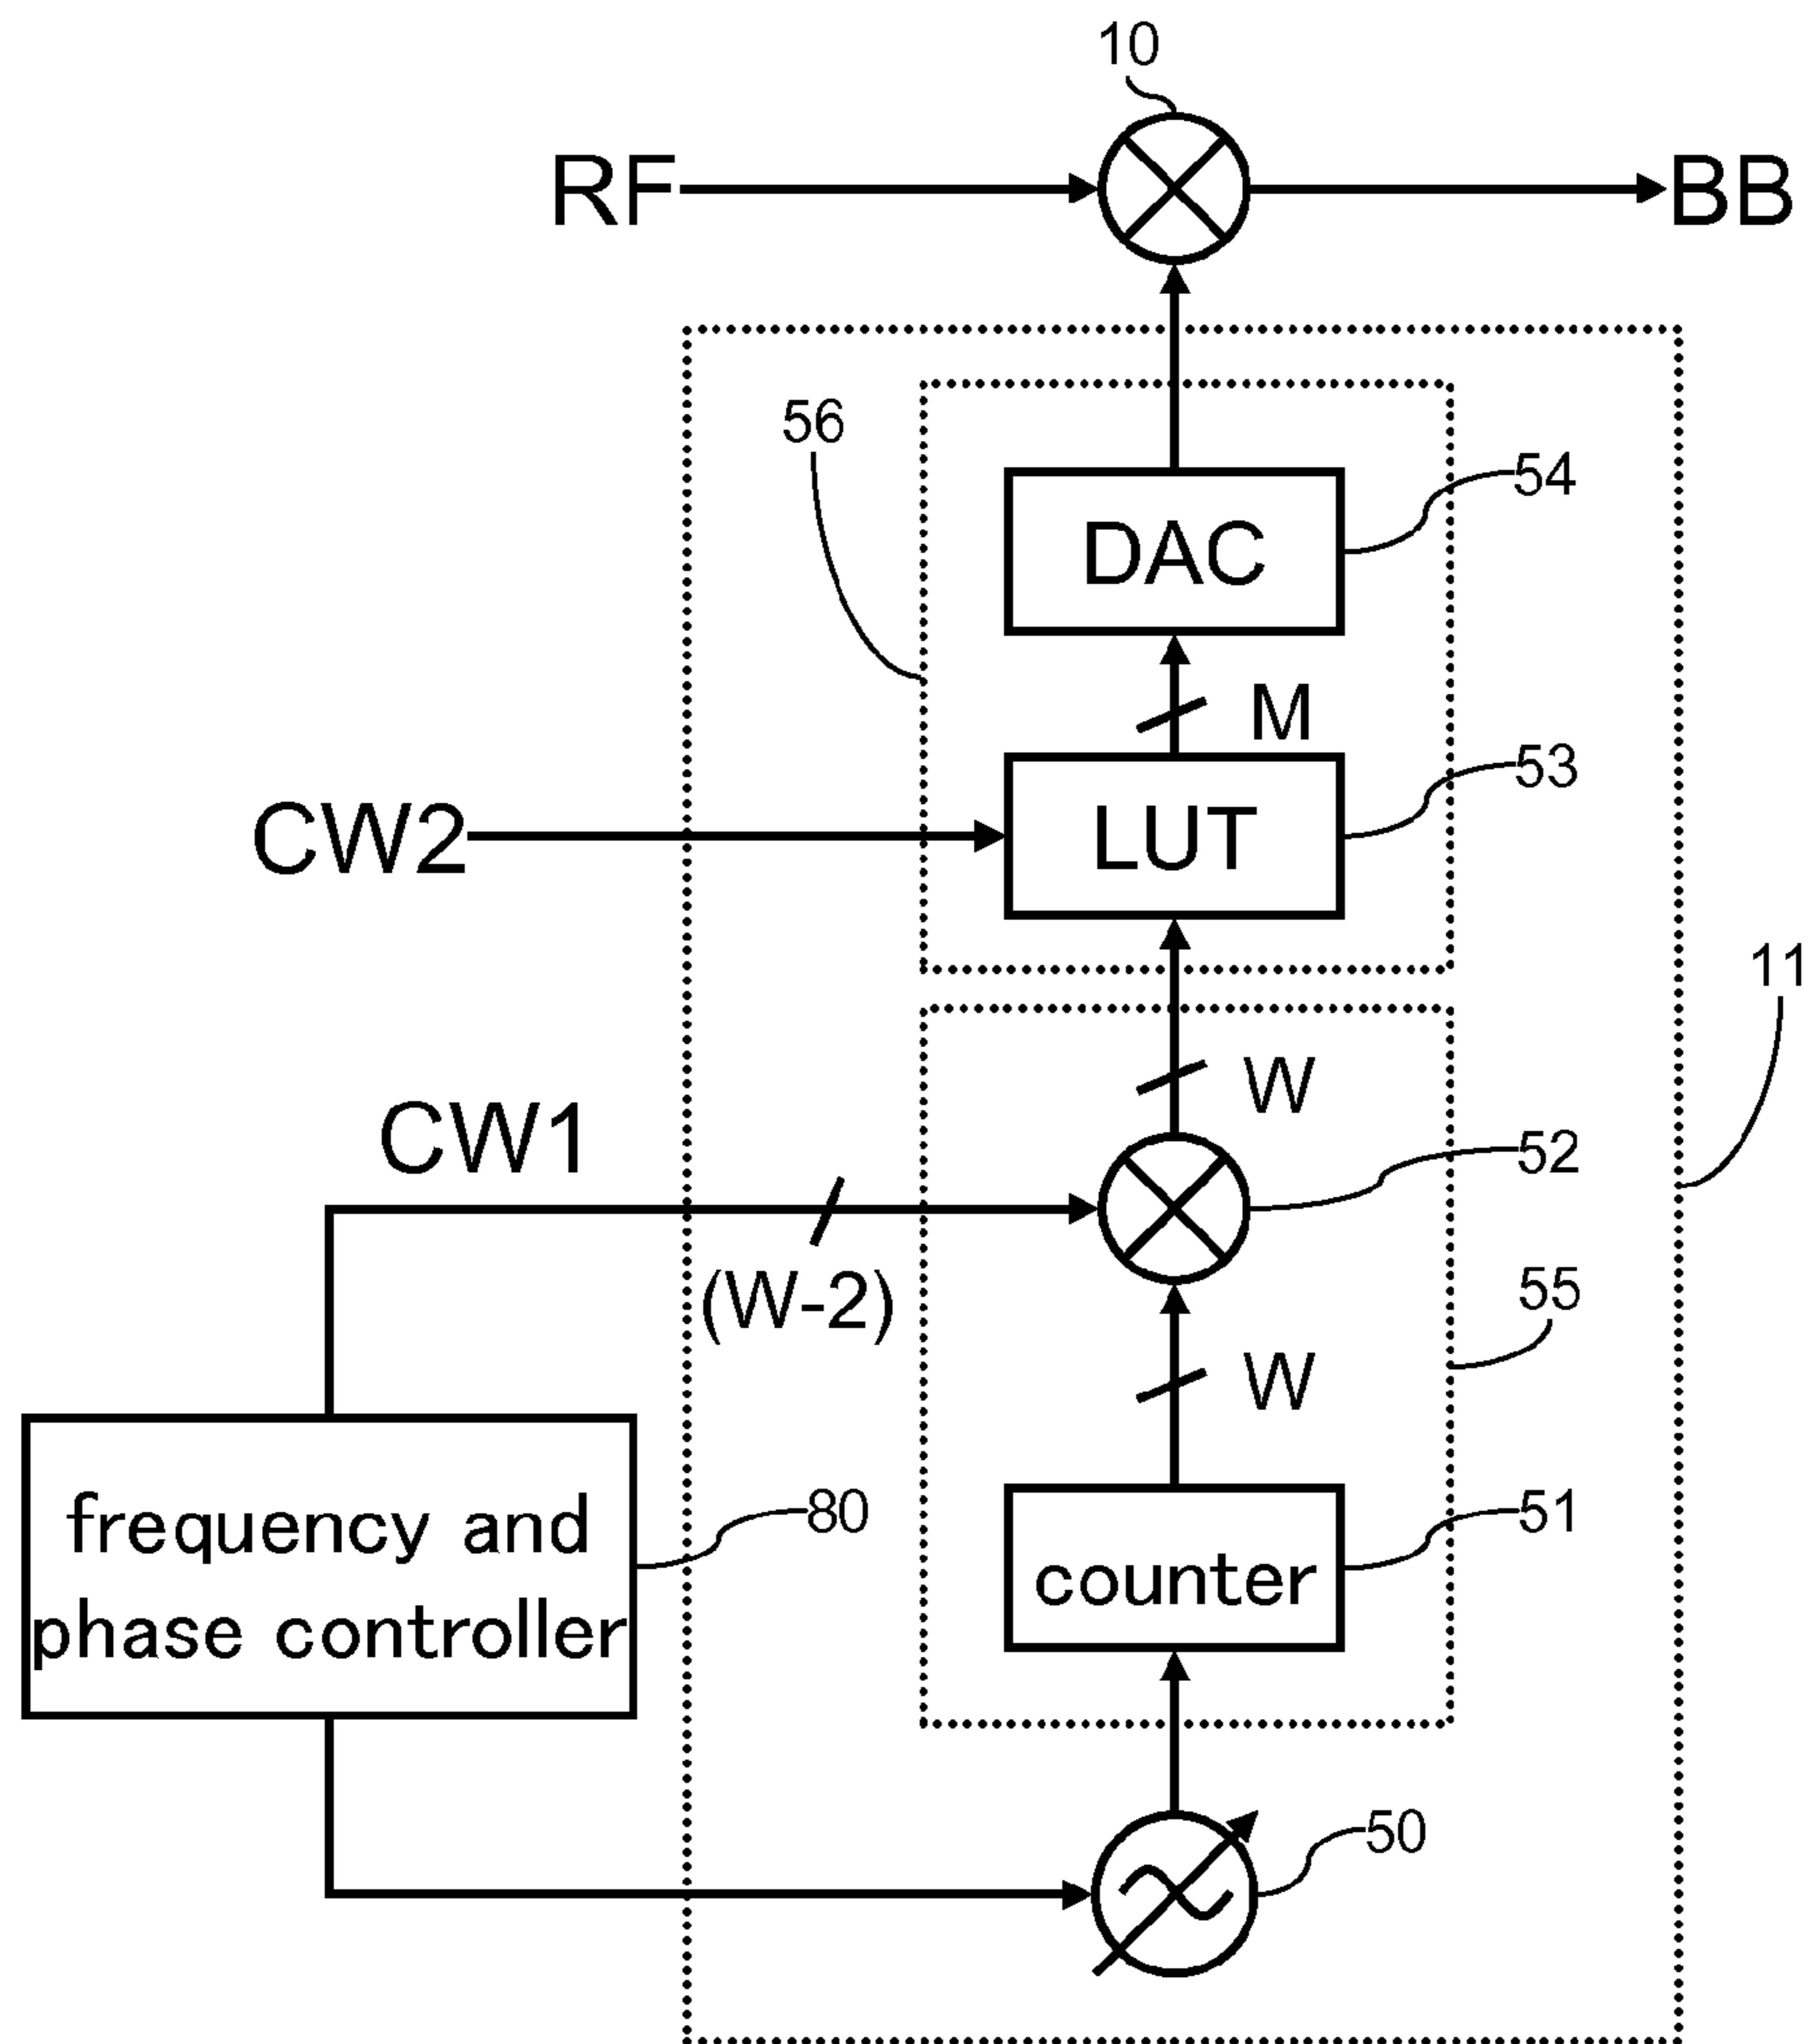 10
RF
BB
56
54
DAC
M
53
CW2
LUT
11
W
CW1
52
(W-2)
55
W
frequency and
phase controller
80
51
counter
50